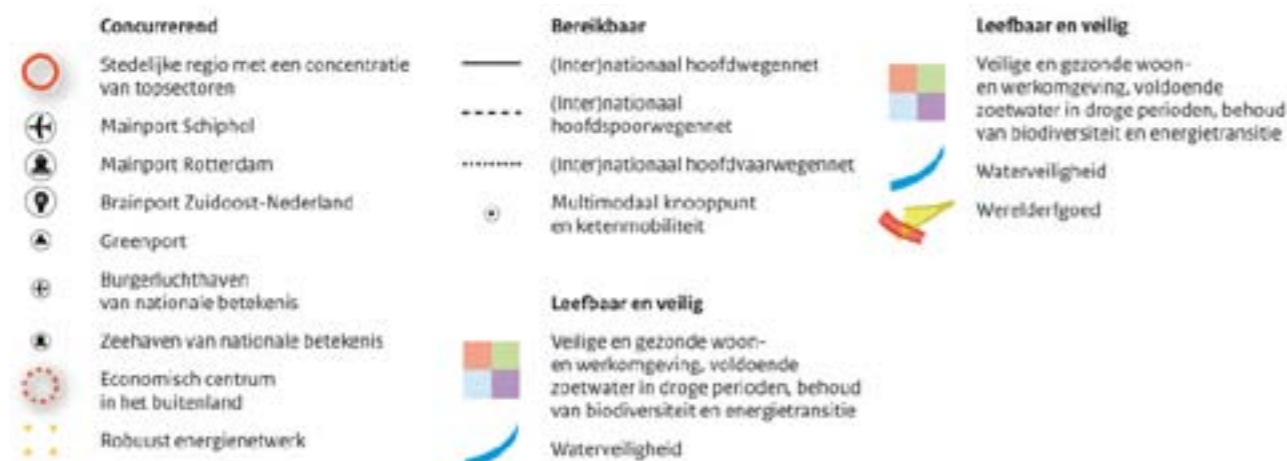 Concurrerend
Stedelijke regio met een concentratie
van topsectoren
Mainport Schiphol
Mainport Rotterdam
Brainport Zuidoost-Nederland
Greenport
Burgerluchthaven
van nationale betekenis
Zeehaven van nationale betekenis
Economisch centrum
in het buitenland
Robuust energienetwerk
Bereikbaar
(Inter)nationaal hoofdwegennet
(Inter)nationaal
hoofdspoorwegennet
(Inter)nationaal hoofdvaarwegennet
Multimodaal knooppunt
en ketenmobiliteit
Leefbaar en veilig
Veilige en gezonde woon-
en werkomgeving, voldoende
zoetwater in droge perioden, behoud
van biodiversiteit en energietransitie
Waterveiligheid
Leefbaar en veilig
Veilige en gezonde woon-
en werkomgeving, voldoende
zoetwater in droge perioden, behoud
van biodiversiteit en energietransitie
Waterveiligheid
Werelderfgoed